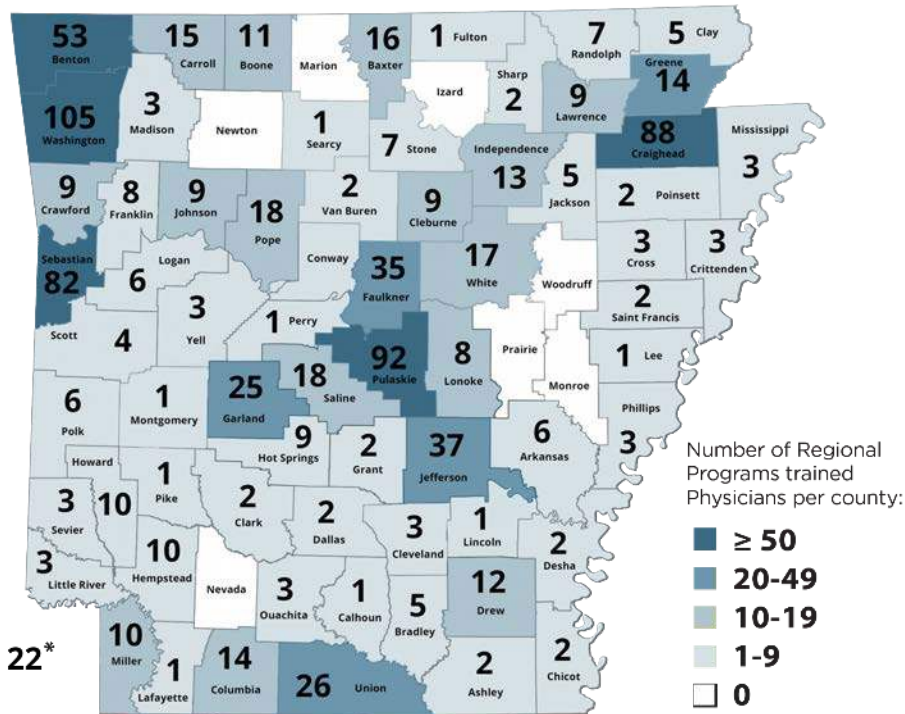 53
Benton
15
Carroll
11
Boone
Marion
16
Baxter
1 Fulton
7
Randolph
5 Clay
Greene
14
105
Washington
3
Madison
Newton
1
Searcy
7 Stone
Izard
Sharp
2
9
Lawrence
88
Craighead
Mississippi
3
Independence
13
9
Crawford
8
Franklin
9
Johnson
18
Pope
2
Van Buren
9
Cleburne
5
Jackson
2 Poinsett
Sebastian
82
Logan
6
Conway
35
Faulkner
17
White
Woodruff
3
Cross
3
Crittenden
2
Saint Francis
Scott
4
3
Yell
1 Perry
92
Pulaskie
8
Lonoke
Prairie
Monroe
1 Lee
25
Garland
18
Saline
6
Polk
1
Montgomery
9
Hot Springs
2
Grant
37
Jefferson
6
Arkansas
Phillips
3
Howard
10
1
Pike
3
Sevier
2
Clark
2
Dallas
3
Cleveland
1
Lincoln
2
Desha
3
Little River
10
Hempstead
Nevada
3
Ouachita
1
Calhoun
5
Bradley
12
Drew
22*
10
Miller
1
Lafayette
14
Columbia
26 Union
2
Ashley
2
Chicot
Number of Regional
Programs trained
Physicians per county:
≥ 50
20-49
10-19
1-9
0